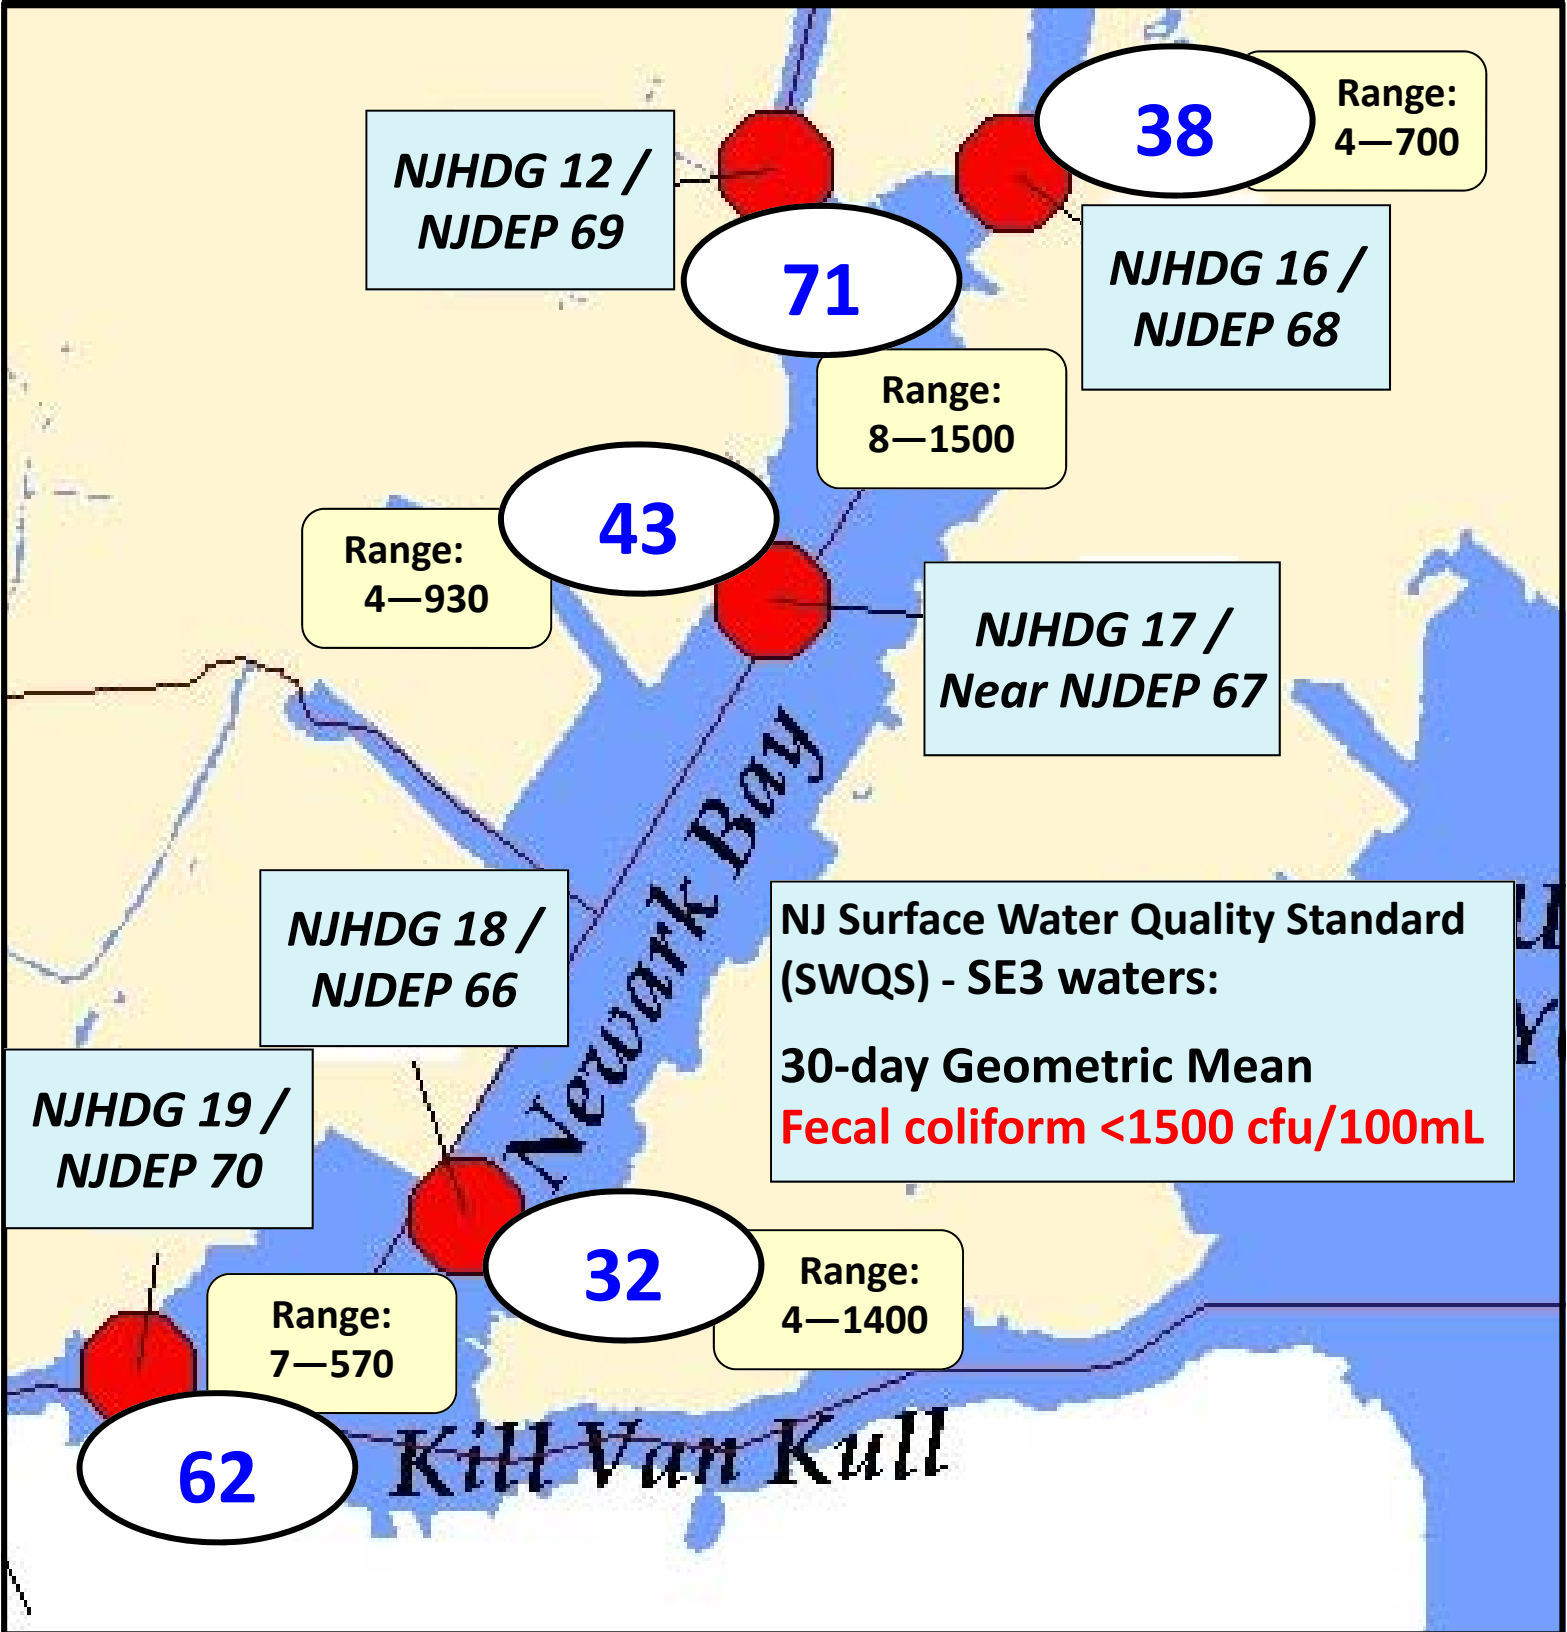 38
Range:
4—700
NJHDG 12 /
NJDEP 69
71
NJHDG 16 /
NJDEP 68
Range:
8—1500
43
Range:
4—930
NJHDG 17 /
Near NJDEP 67
Newark Bay
NJHDG 18 /
NJDEP 66
NJ Surface Water Quality Standard
(SWQS) - SE3 waters:
30-day Geometric Mean
Fecal coliform <1500 cfu/100mL
NJHDG 19 /
NJDEP 70
32
Range:
4—1400
Range:
7—570
62
Kill Van Kull